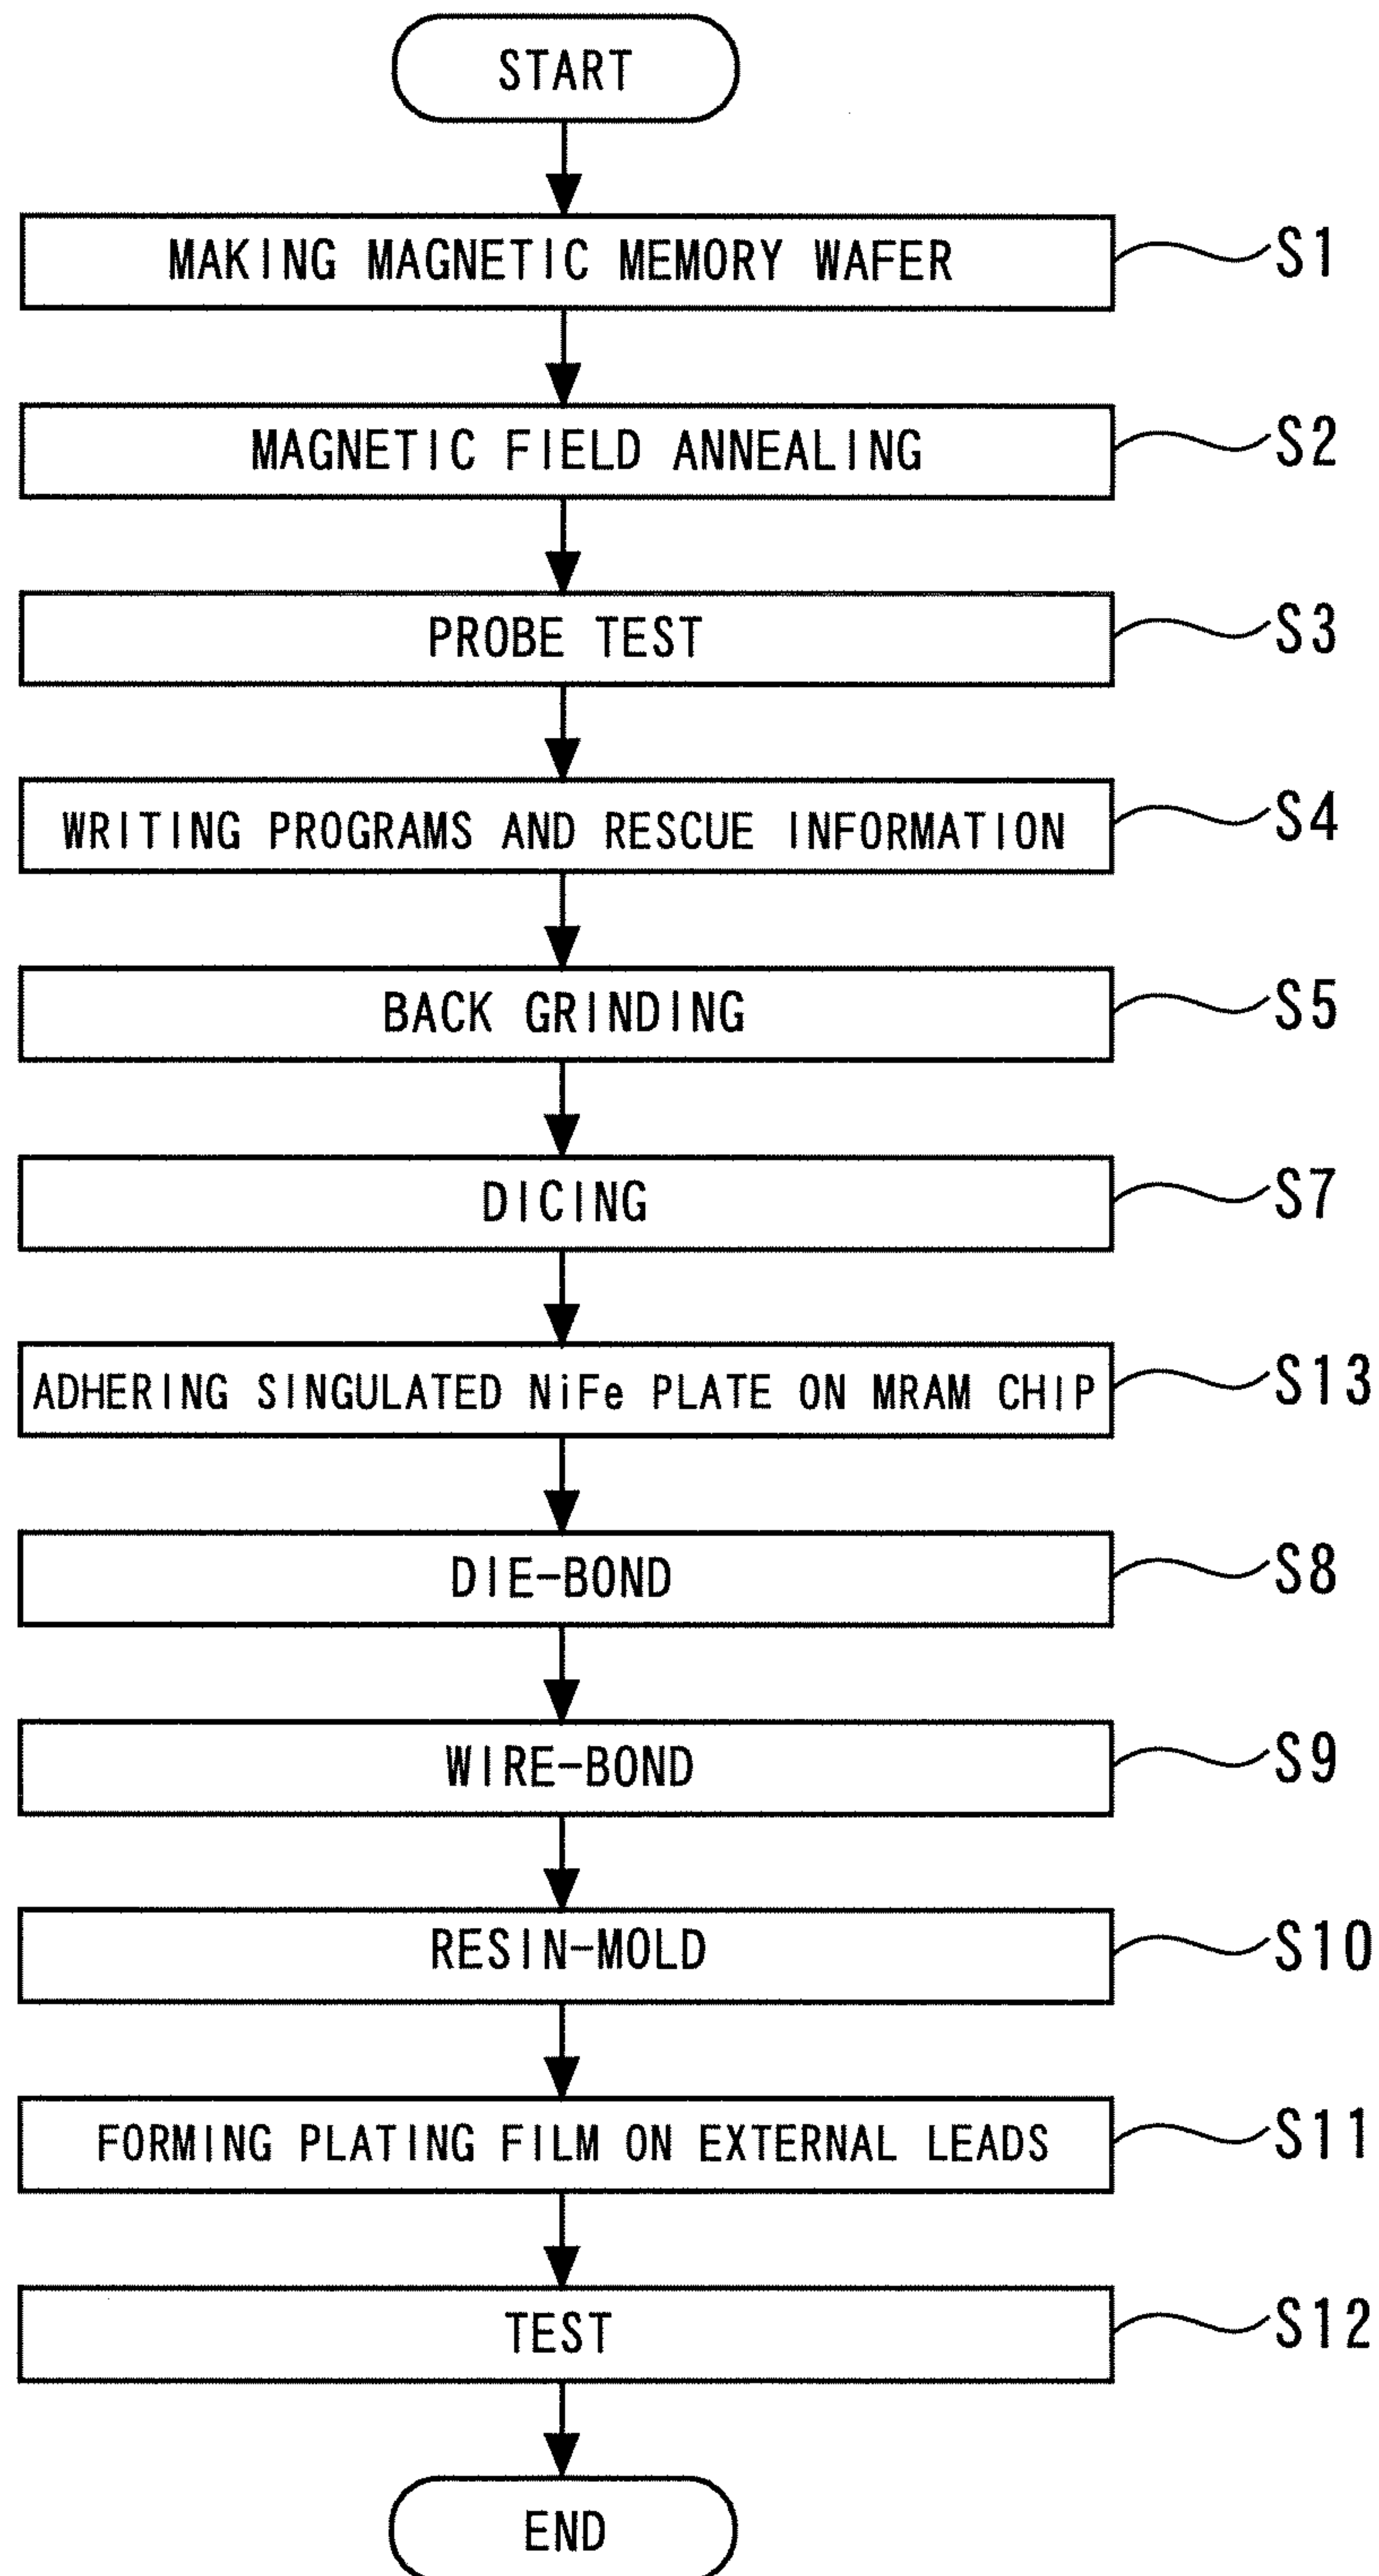 START
MAKING MAGNETIC MEMORY WAFER S1
MAGNETIC FIELD ANNEALING S2
PROBE TEST S3
WRITING PROGRAMS AND RESCUE INFORMATION S4
BACK GRINDING S5
DICING S7
ADHERING SINGULATED NiFe PLATE ON MRAM CHIP S13
DIE-BOND S8
WIRE-BOND S9
RESIN-MOLD S10
FORMING PLATING FILM ON EXTERNAL LEADS S11
TEST S12
END